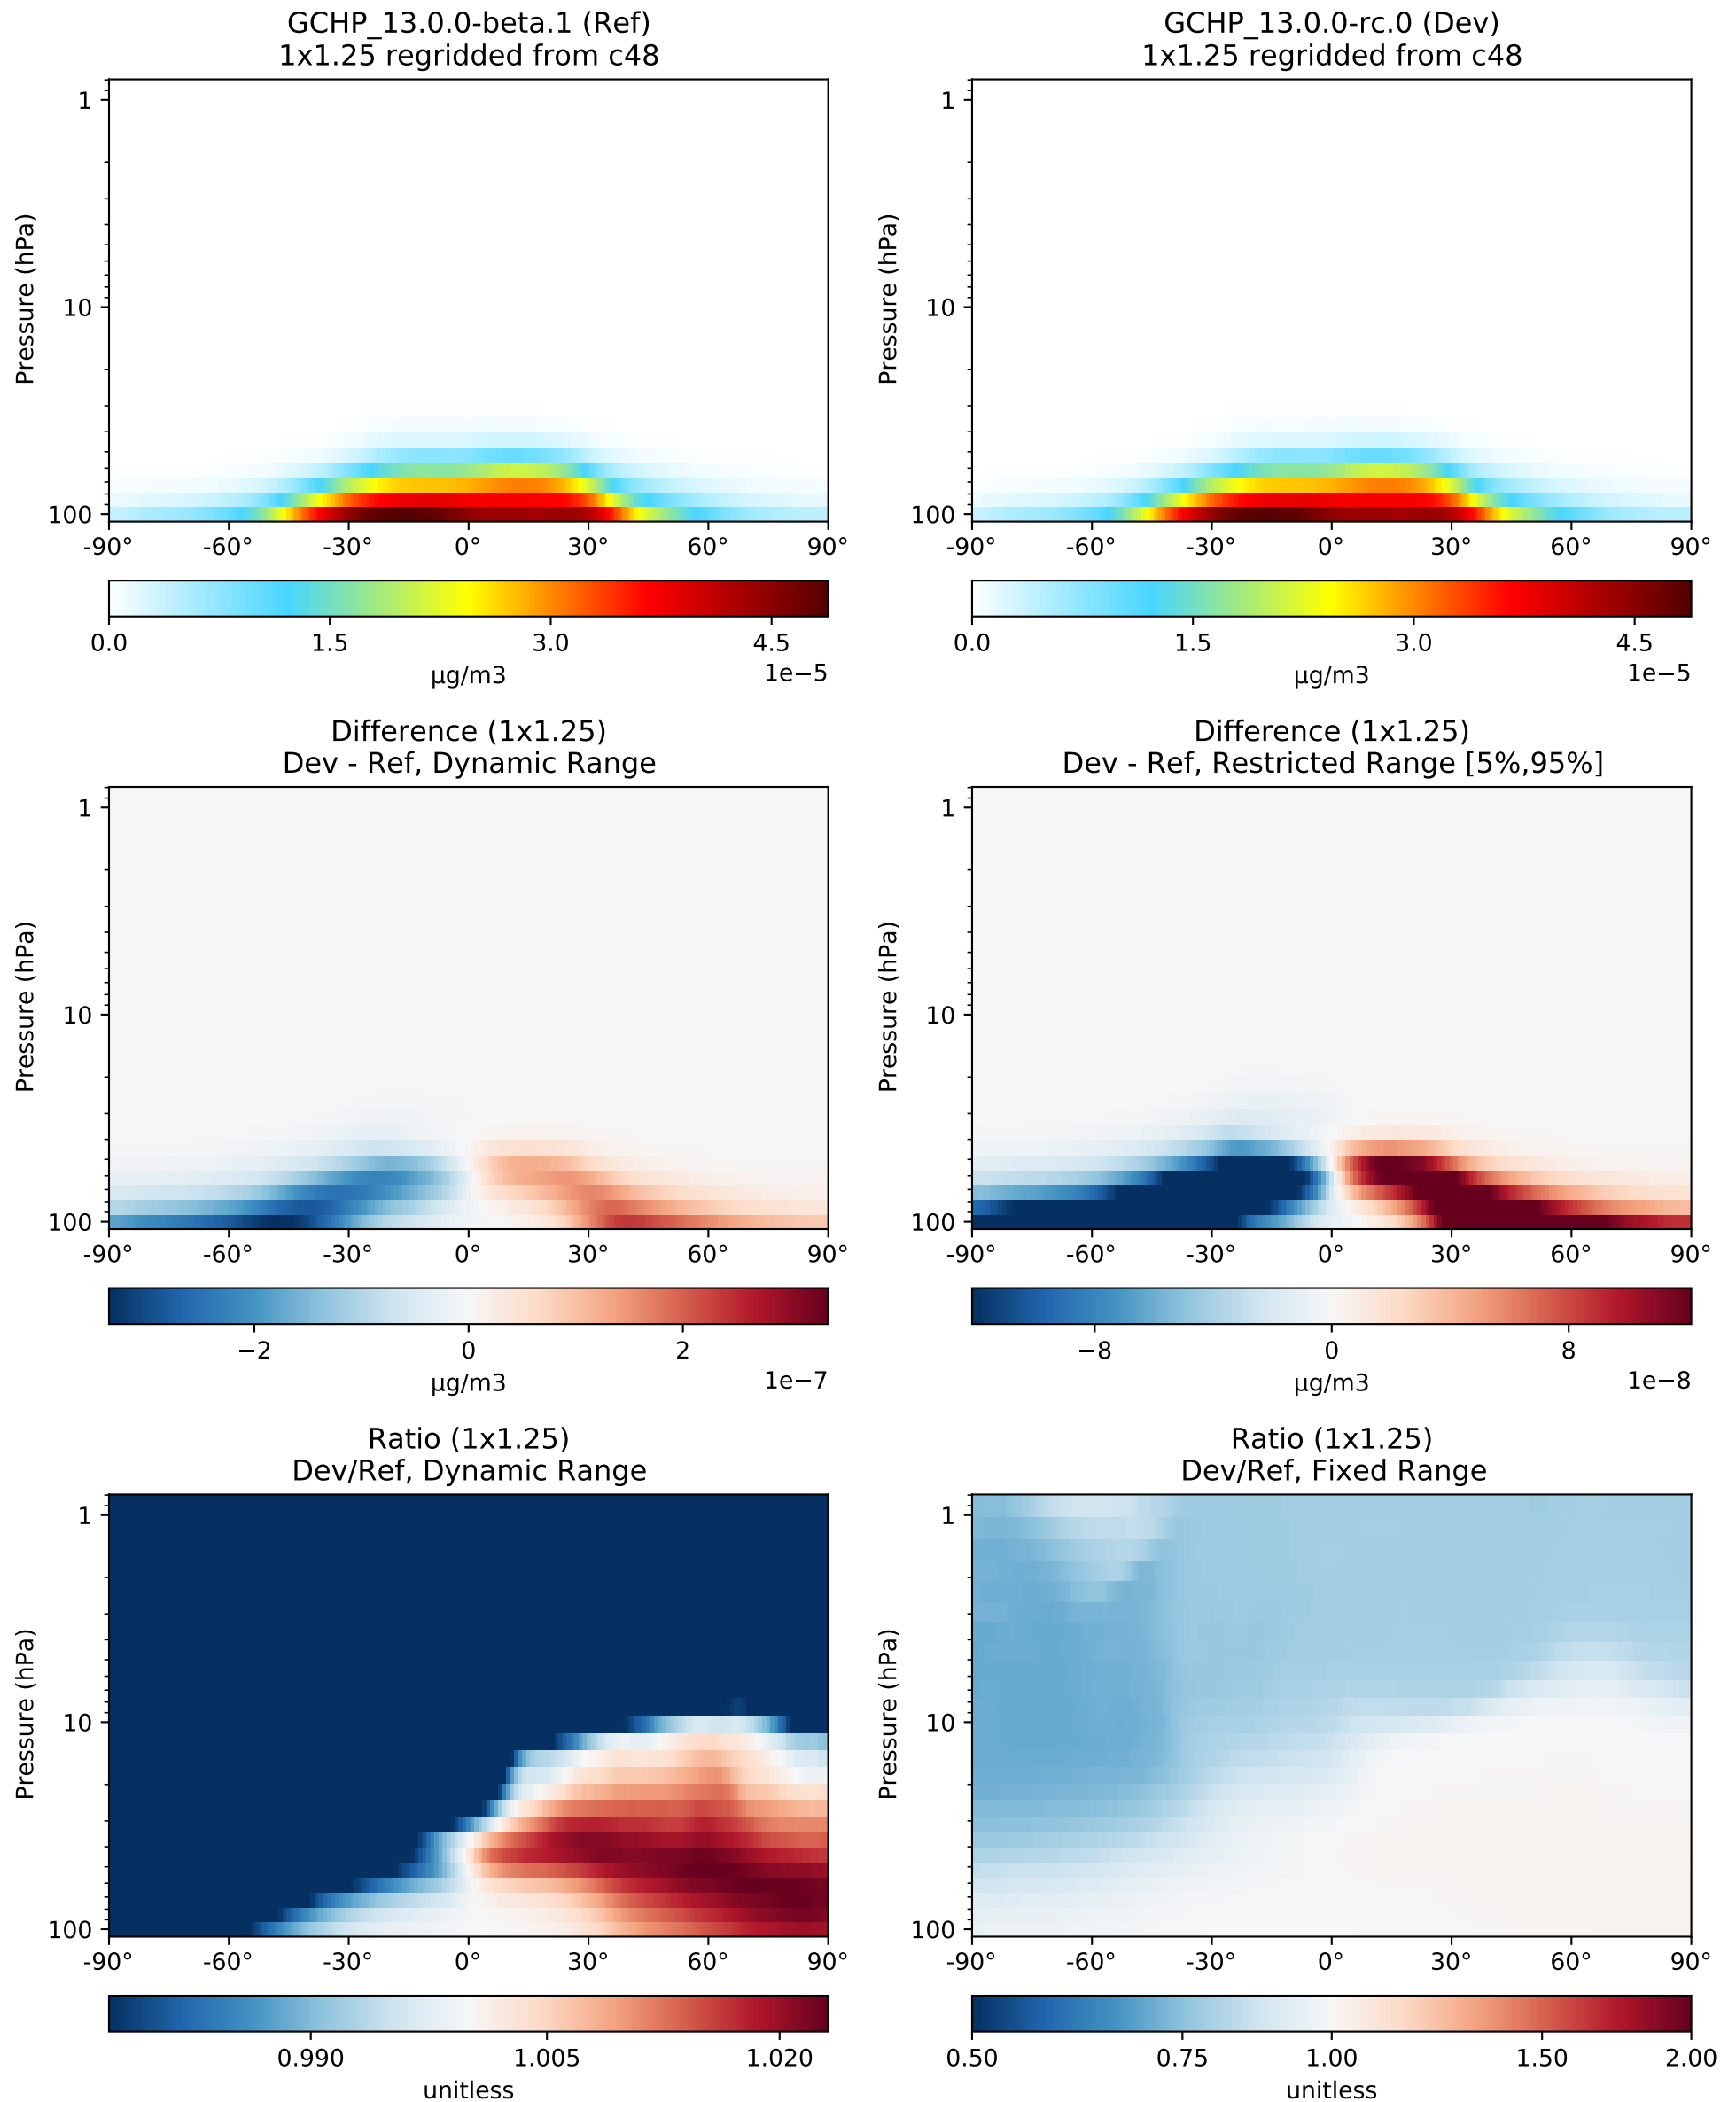 GCHP_13.0.0-beta.1 (Ref)
1x1.25 regridded from c48
Pressure (hPa)
1
10
100
-90° -60° -30° 0° 30° 60° 90°
0.0 1.5 3.0 4.5
1e−5
μg/m3
GCHP_13.0.0-rc.0 (Dev)
1x1.25 regridded from c48
Pressure (hPa)
1
10
100
-90° -60° -30° 0° 30° 60° 90°
0.0 1.5 3.0 4.5
1e−5
μg/m3
Difference (1x1.25)
Dev - Ref, Dynamic Range
Pressure (hPa)
1
10
100
-90° -60° -30° 0° 30° 60° 90°
−2 0 2
1e−7
μg/m3
Difference (1x1.25)
Dev - Ref, Restricted Range [5%,95%]
Pressure (hPa)
1
10
100
-90° -60° -30° 0° 30° 60° 90°
−8 0 8
1e−8
μg/m3
Ratio (1x1.25)
Dev/Ref, Dynamic Range
Pressure (hPa)
1
10
100
-90° -60° -30° 0° 30° 60° 90°
0.990 1.005 1.020
unitless
Ratio (1x1.25)
Dev/Ref, Fixed Range
Pressure (hPa)
1
10
100
-90° -60° -30° 0° 30° 60° 90°
0.50 0.75 1.00 1.50 2.00
unitless